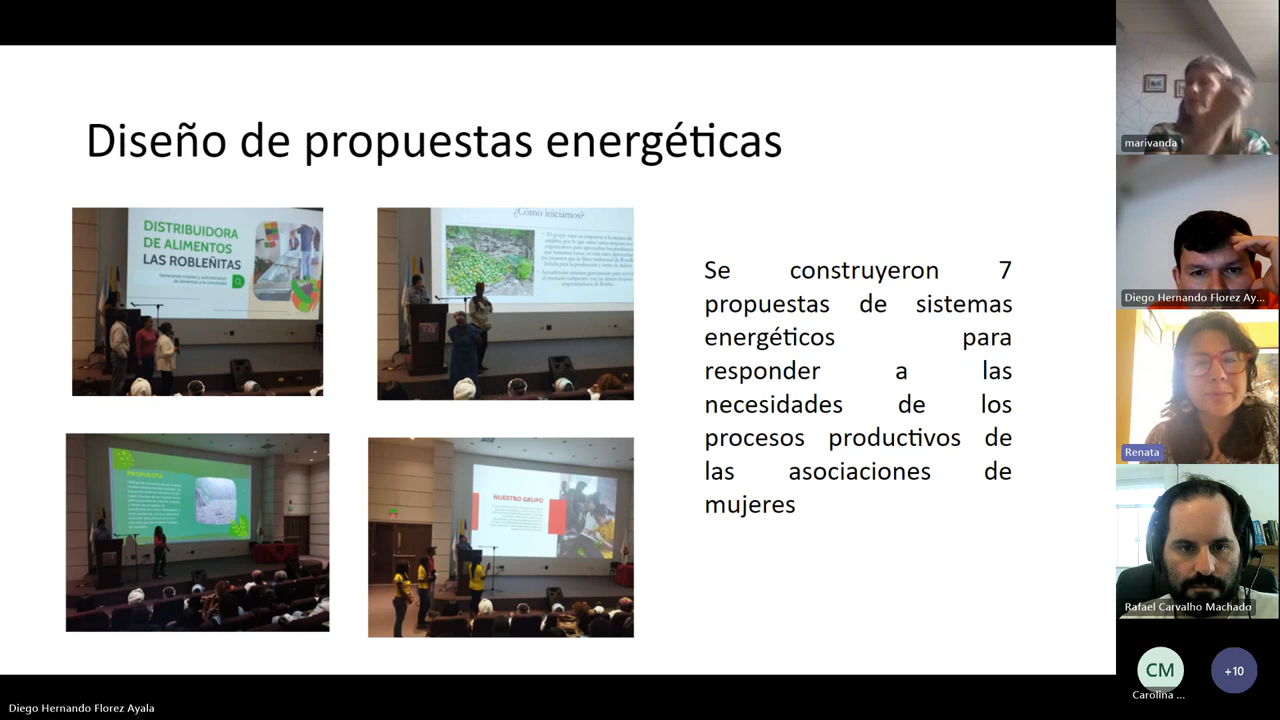 Diseño de propuestas energéticas
DISTRIBUIDORA
DE ALIMENTOS
LAS ROBLEÑITAS
¿Cómo iniciamos?
PROPUESTA
NUESTRO GRUPO
Se construyeron 7
propuestas de sistemas
energéticos para
responder a las
necesidades de los
procesos productivos de
las asociaciones de
mujeres
marivanda
Diego Hernando Florez Ay...
Renata
Rafael Carvalho Machado
CM
+10
Carolina ...
Diego Hernando Florez Ayala